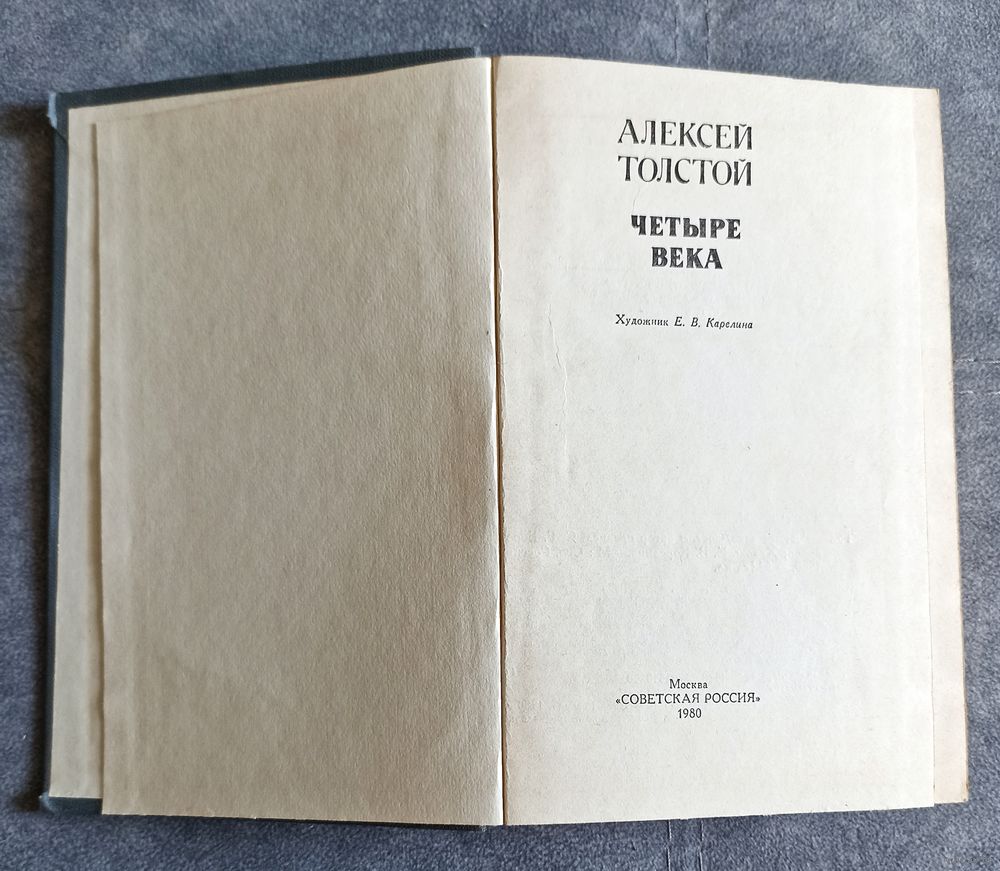 АЛЕКСЕЙ
ТОЛСТОЙ
ЧЕТЫРЕ
ВЕКА
Художник Е. В. Карелина
Москва
«СОВЕТСКАЯ РОССИЯ»
1980